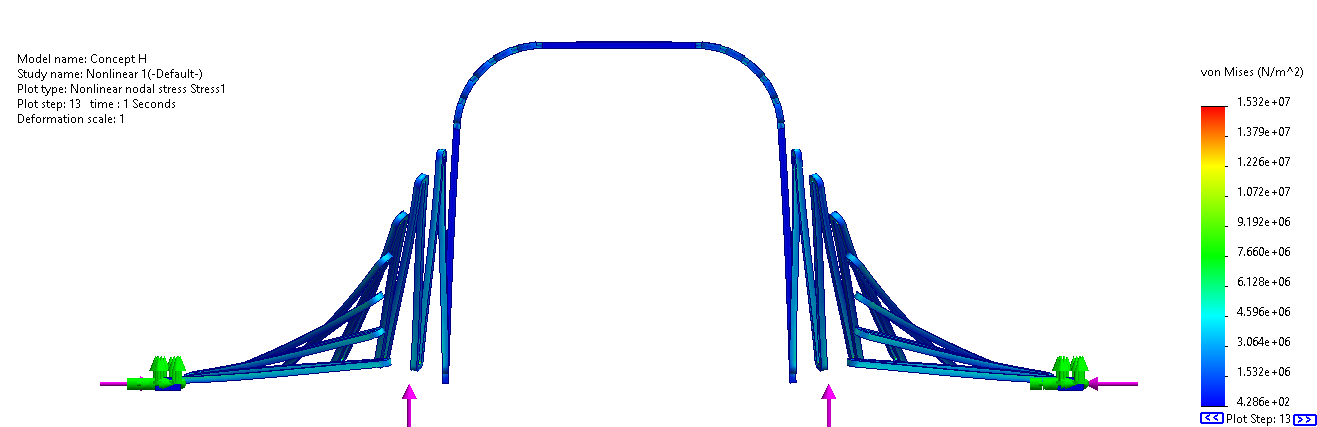 Model name: Concept H
Study name: Nonlinear 1(-Default-)
Plot type: Nonlinear nodal stress Stress1
Plot step: 13 time : 1 Seconds
Deformation scale: 1
von Mises (N/m^2)
1.532e+07
1.379e+07
1.226e+07
1.072e+07
9.192e+06
7.660e+06
6.128e+06
4.596e+06
3.064e+06
1.532e+06
4.286e+02
<< Plot Step: 13 >>